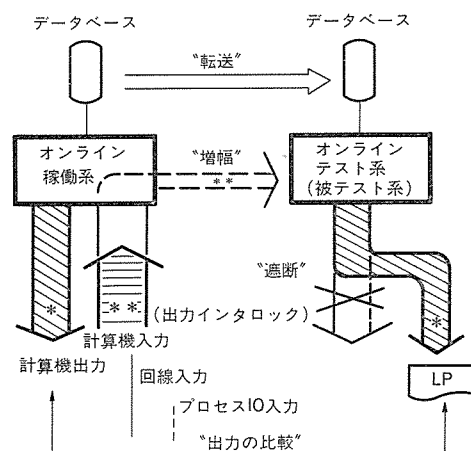 データベース
データベース
“転送”
オンライン
稼働系
“増幅”
**
オンライン
テスト系
(被テスト系)
“遮断”
*
**
(出力インタロック)
*
計算機入力
計算機出力
LP
回線入力
プロセスIO入力
“出力の比較”